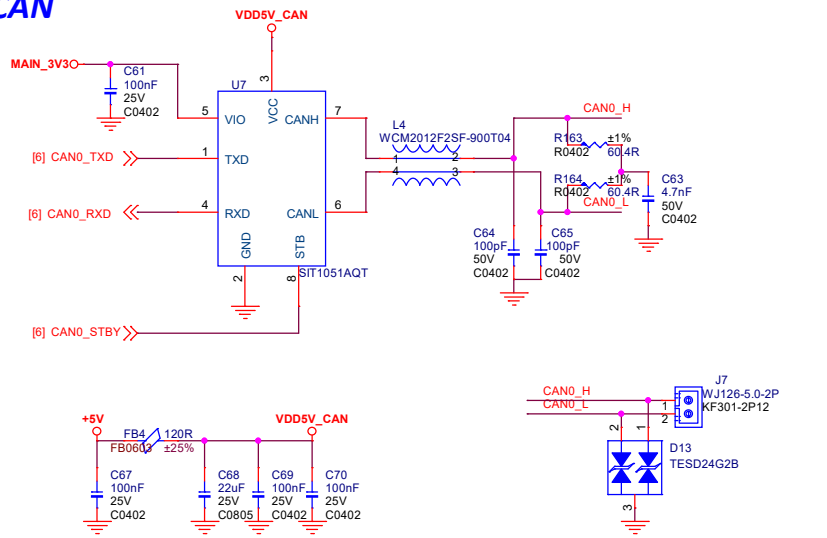 CAN
VDD5V_CAN
MAIN_3V3
C61
100nF
25V
C0402
U7
3
VCC
5
VIO
CANH
7
[6] CAN0_TXD
1
TXD
[6] CAN0_RXD
4
RXD
CANL
6
GND
STB
2
8
SIT1051AQT
[6] CAN0_STBY
L4
WCM2012F2SF-900T04
1
2
4
3
CAN0_H
R163
±1%
R0402
60.4R
R164
±1%
R0402
60.4R
CAN0_L
C63
4.7nF
50V
C0402
C64
100pF
50V
C0402
C65
100pF
50V
C0402
+5V
FB4
120R
FB0603
±25%
VDD5V_CAN
C67
100nF
25V
C0402
C68
22uF
25V
C0805
C69
100nF
25V
C0402
C70
100nF
25V
C0402
CAN0_H
CAN0_L
J7
WJ126-5.0-2P
KF301-2P12
1
2
2
1
D13
TESD24G2B
3